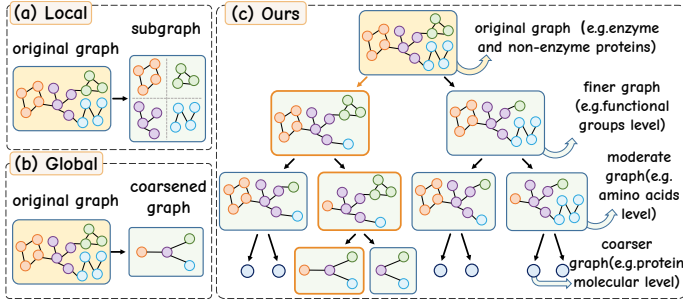 (a) Local
original graph
subgraph
(b) Global
original graph
coarsened
graph
(c) Ours
original graph (e.g.enzyme
and non-enzyme proteins)
finer graph
(e.g.functional
groups level)
moderate
graph(e.g.
amino acids
level)
coarser
graph(e.g.protein
molecular level)